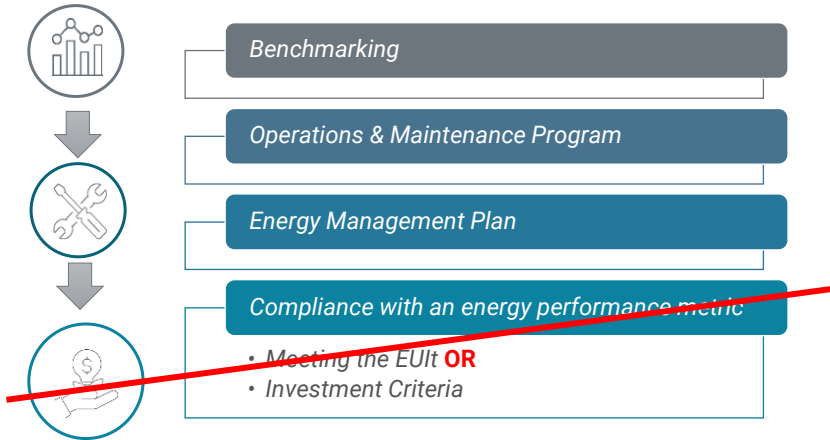 Benchmarking
Operations & Maintenance Program
Energy Management Plan
Compliance with an energy performance metric
• Meeting the EUIt OR
• Investment Criteria
$